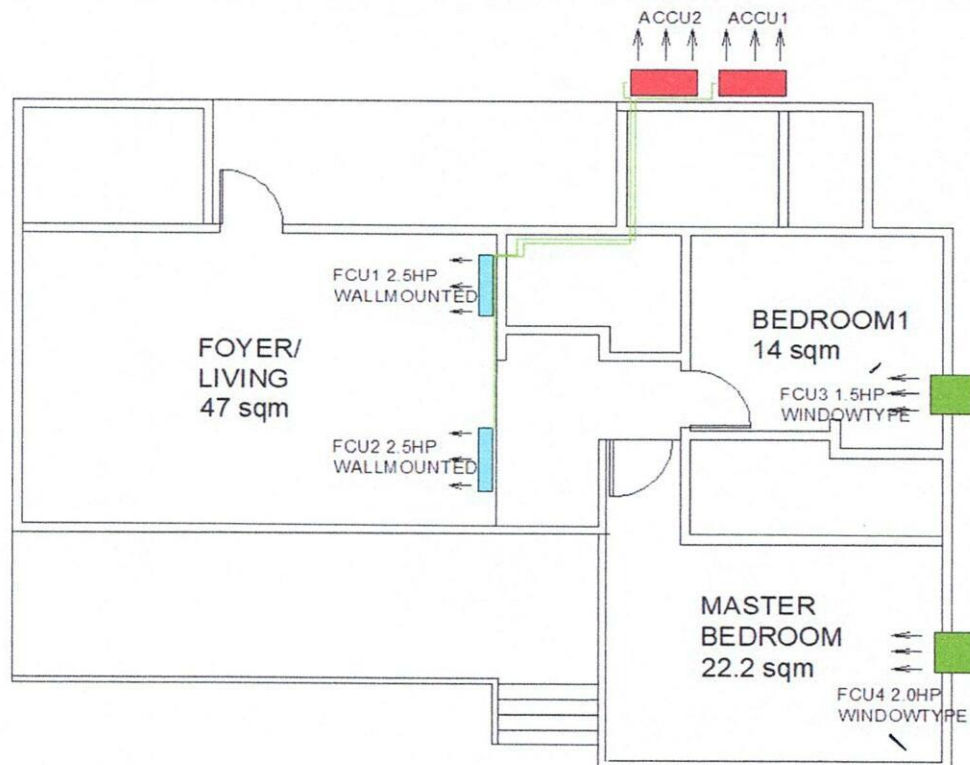 ACCU2 ACCU1
FCU1 2.5HP
WALLMOUNTED
FOYER/
LIVING
47 sqm
FCU2 2.5HP
WALLMOUNTED
BEDROOM1
14 sqm
FCU3 1.5HP
WINDOWTYPE
MASTER
BEDROOM
22.2 sqm
FCU4 2.0HP
WINDOWTYPE